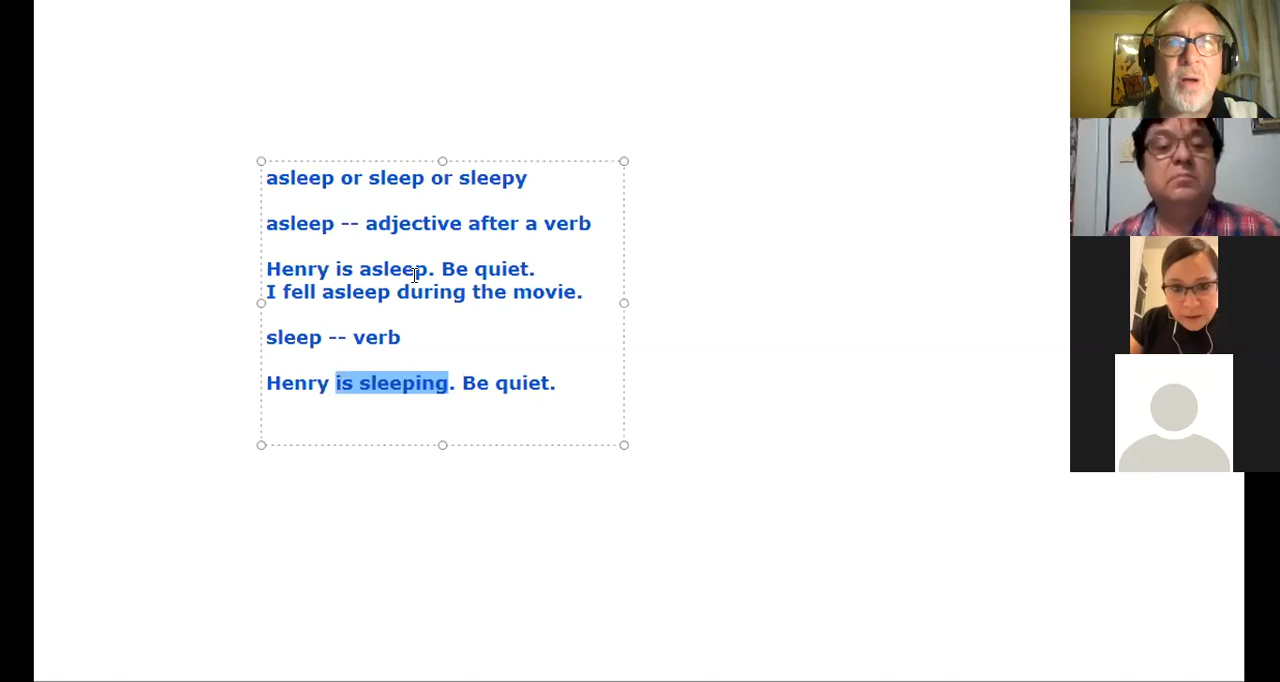 asleep or sleep or sleepy
asleep -- adjective after a verb
Henry is asleep. Be quiet.
I fell asleep during the movie.
sleep -- verb
Henry is sleeping. Be quiet.